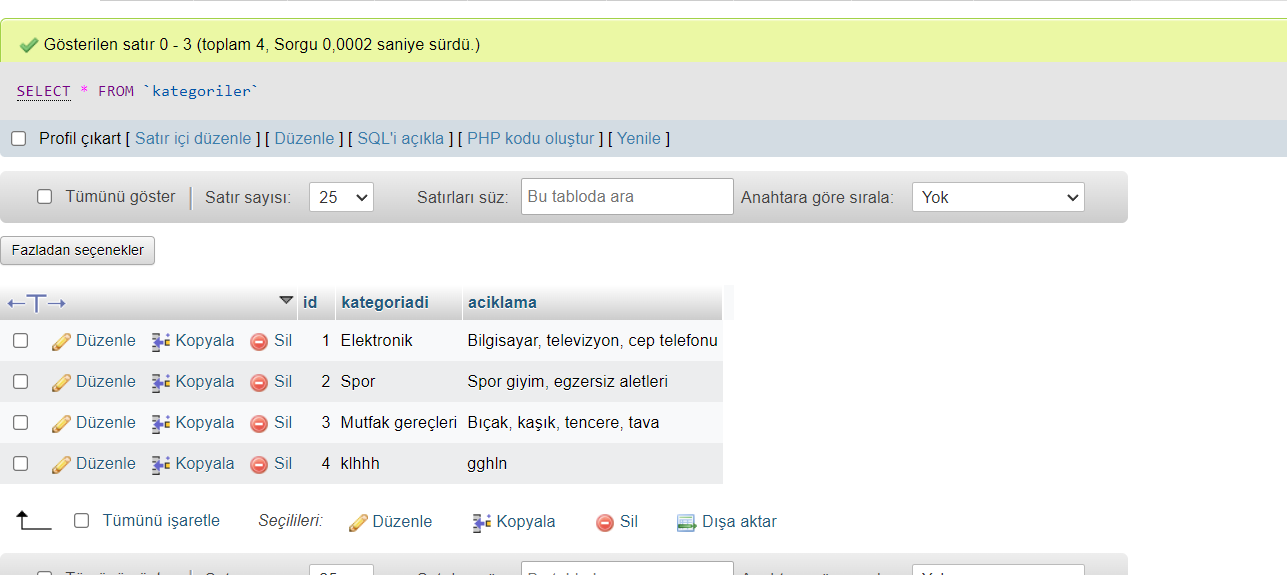 Gösterilen satır 0 - 3 (toplam 4, Sorgu 0,0002 saniye sürdü.)
SELECT * FROM `kategoriler`
Profil çıkart [ Satır içi düzenle ] [ Düzenle ] [ SQL'i açıkla ] [ PHP kodu oluştur ] [ Yenile ]
Tümünü göster Satır sayısı: 25 Satırları süz: Bu tabloda ara Anahtara göre sırala: Yok
Fazladan seçenekler
id kategoriadi aciklama
Düzenle Kopyala Sil 1 Elektronik Bilgisayar, televizyon, cep telefonu
Düzenle Kopyala Sil 2 Spor Spor giyim, egzersiz aletleri
Düzenle Kopyala Sil 3 Mutfak gereçleri Bıçak, kaşık, tencere, tava
Düzenle Kopyala Sil 4 klhhh gghln
Tümünü işaretle Seçilileri: Düzenle Kopyala Sil Dışa aktar